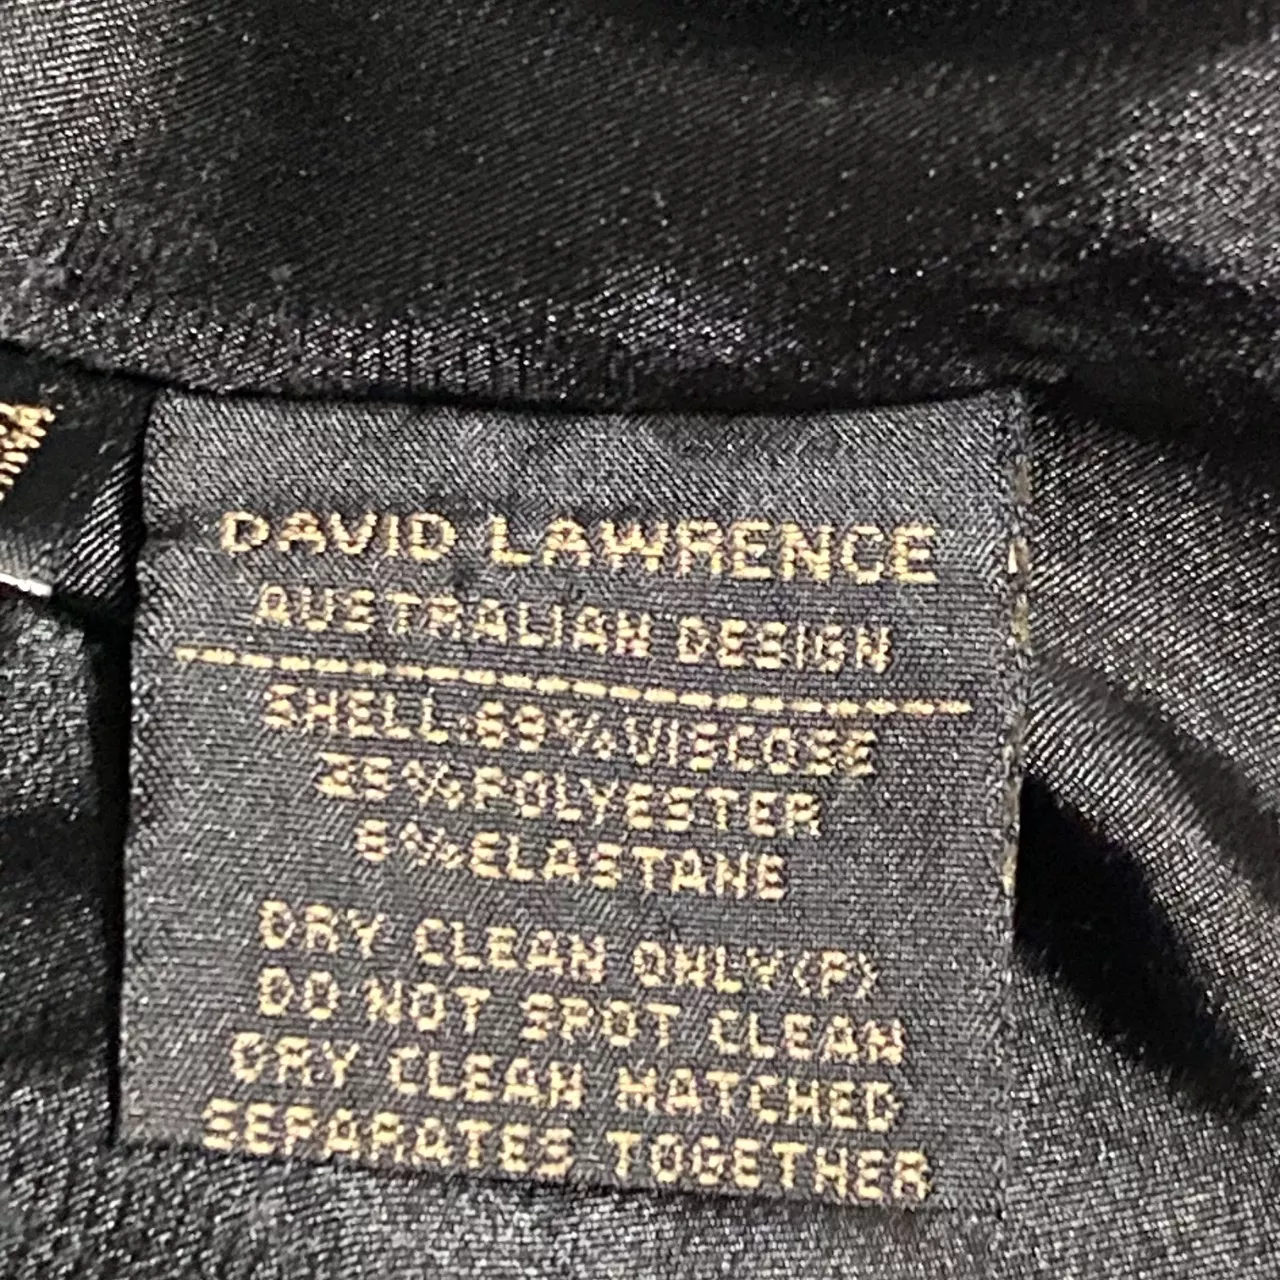 DAVID LAWRENCE
AUSTRALIAN DESIGN
SHELL:69%VISCOSE
25%POLYESTER
6%ELASTANE
DRY CLEAN ONLY(P)
DO NOT SPOT CLEAN
DRY CLEAN MATCHED
SEPARATES TOGETHER